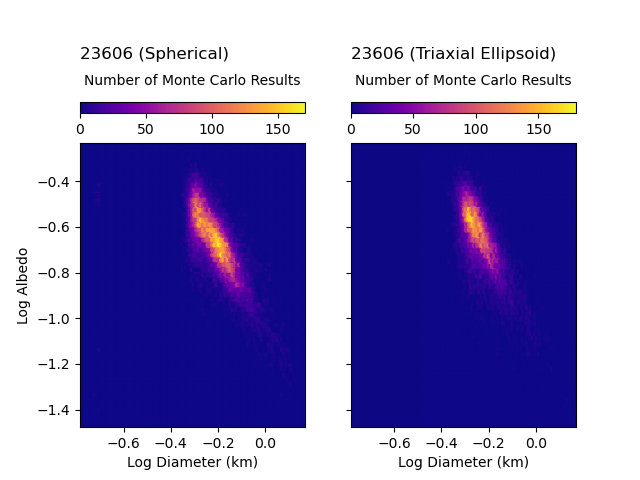 23606 (Spherical)
Number of Monte Carlo Results
0 50 100 150
−0.4
−0.6
−0.8
−1.0
−1.2
−1.4
Log Albedo
−0.6 −0.4 −0.2 0.0
Log Diameter (km)
23606 (Triaxial Ellipsoid)
Number of Monte Carlo Results
0 50 100 150
−0.6 −0.4 −0.2 0.0
Log Diameter (km)